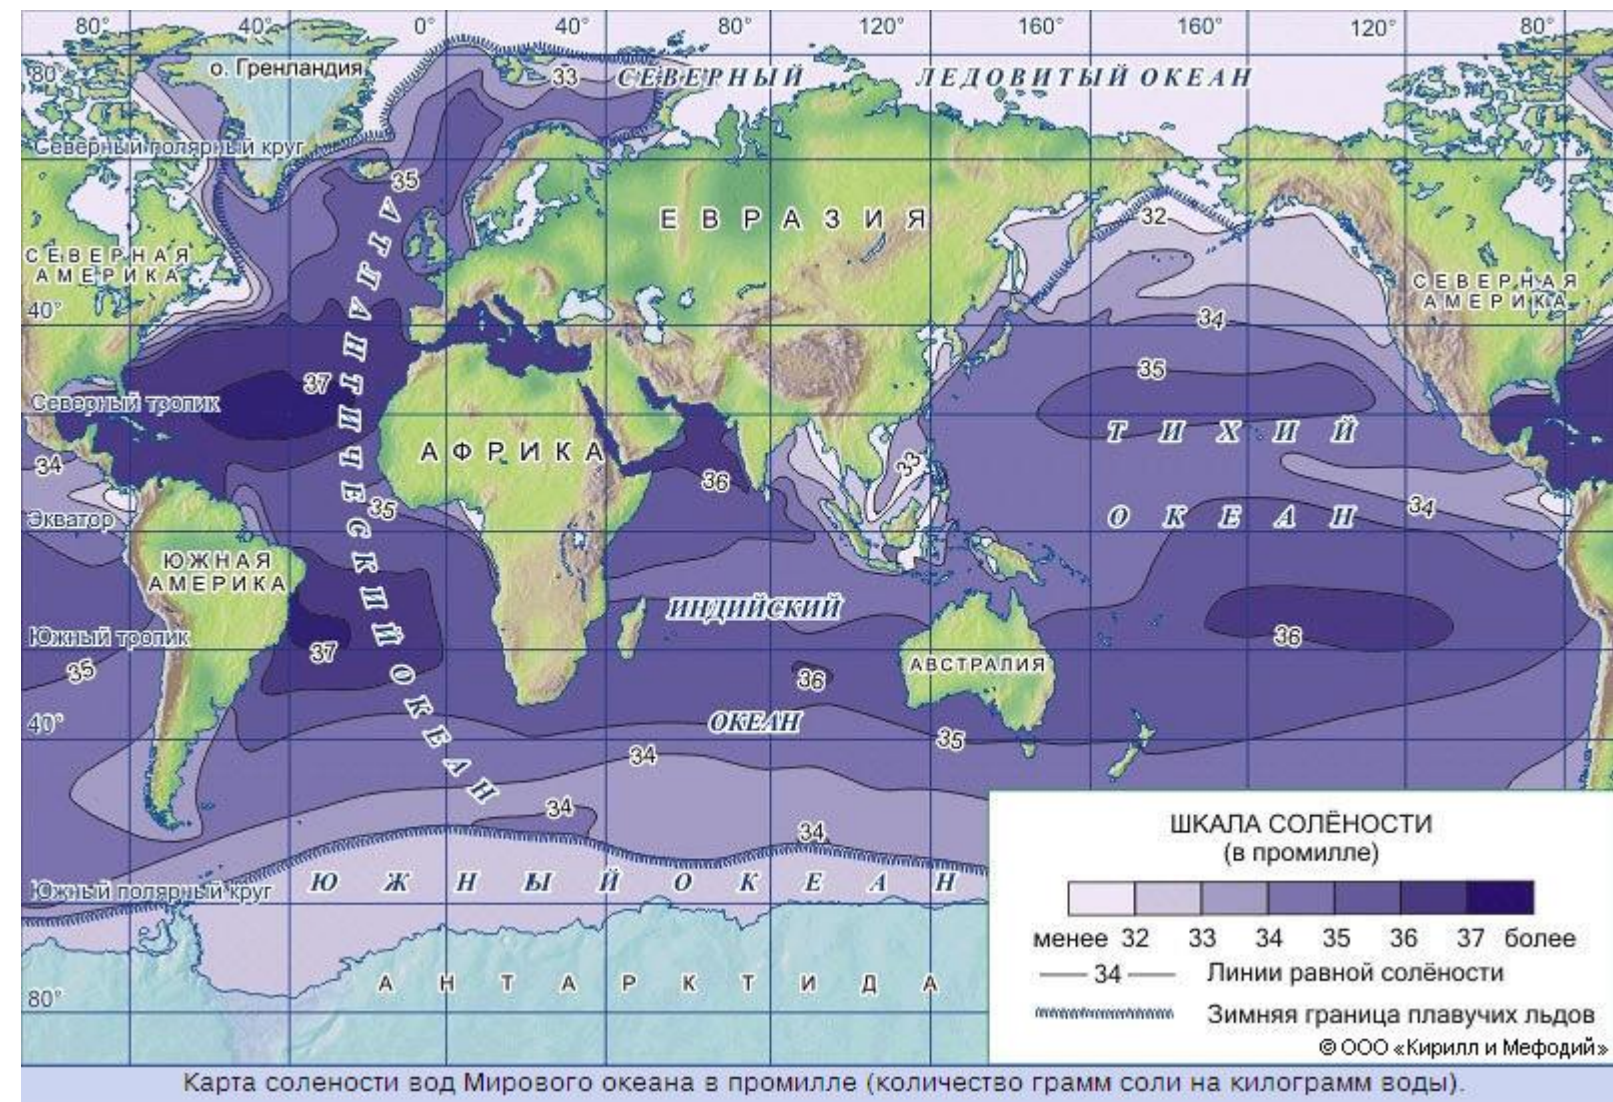 80° 40° 0° 40° 80° 120° 160° 160° 120° 80°
80°
о. Гренландия
33
СЕВЕРНЫЙ ЛЕДОВИТЫЙ ОКЕАН
Северный полярный круг
35
32
ЕВРАЗИЯ
СЕВЕРНАЯ
АМЕРИКА
СЕВЕРНАЯ
АМЕРИКА
40°
34
35
37
Северный тропик
АТЛАНТИЧЕСКИЙ ОКЕАН
АФРИКА
ТИХИЙ
ОКЕАН
34
36
33
35
34
Экватор
ЮЖНАЯ
АМЕРИКА
ИНДИЙСКИЙ
ОКЕАН
Южный тропик
37
35
36
АВСТРАЛИЯ
36
40°
35
34
34
34
Южный полярный круг
ЮЖНЫЙ ОКЕАН
80°
АНТАРКТИДА
ШКАЛА СОЛЁНОСТИ
(в промилле)
менее 32 33 34 35 36 37 более
34 Линии равной солёности
Зимняя граница плавучих льдов
© ООО «Кирилл и Мефодий»
Карта солености вод Мирового океана в промилле (количество грамм соли на килограмм воды).